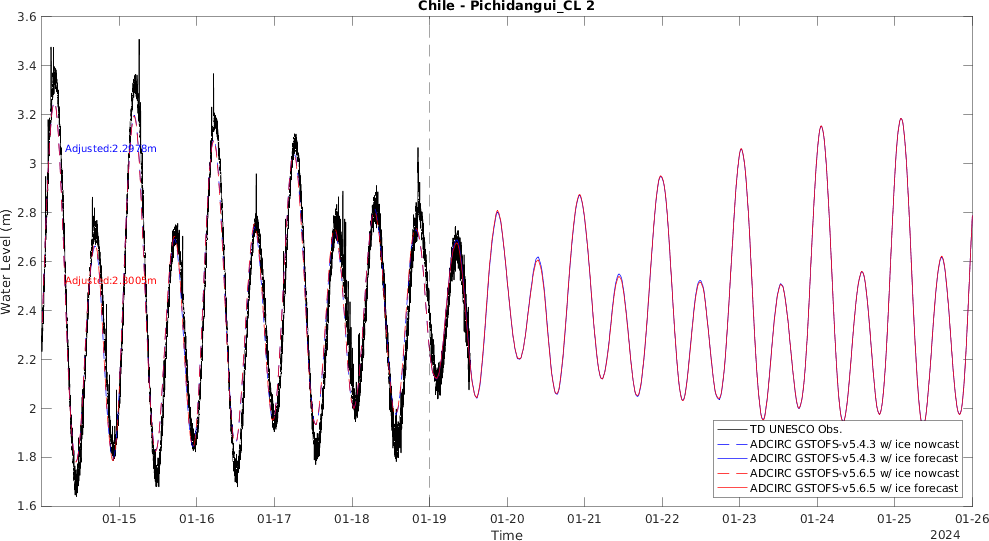 Chile - Pichidangui_CL 2
3.6
3.4
3.2
3
2.8
2.6
2.4
2.2
2
1.8
1.6
Water Level (m)
Adjusted:2.2978m
Adjusted:2.3005m
TD UNESCO Obs.
ADCIRC GSTOFS-v5.4.3 w/ ice nowcast
ADCIRC GSTOFS-v5.4.3 w/ ice forecast
ADCIRC GSTOFS-v5.6.5 w/ ice nowcast
ADCIRC GSTOFS-v5.6.5 w/ ice forecast
01-15 01-16 01-17 01-18 01-19 01-20 01-21 01-22 01-23 01-24 01-25 01-26
Time
2024